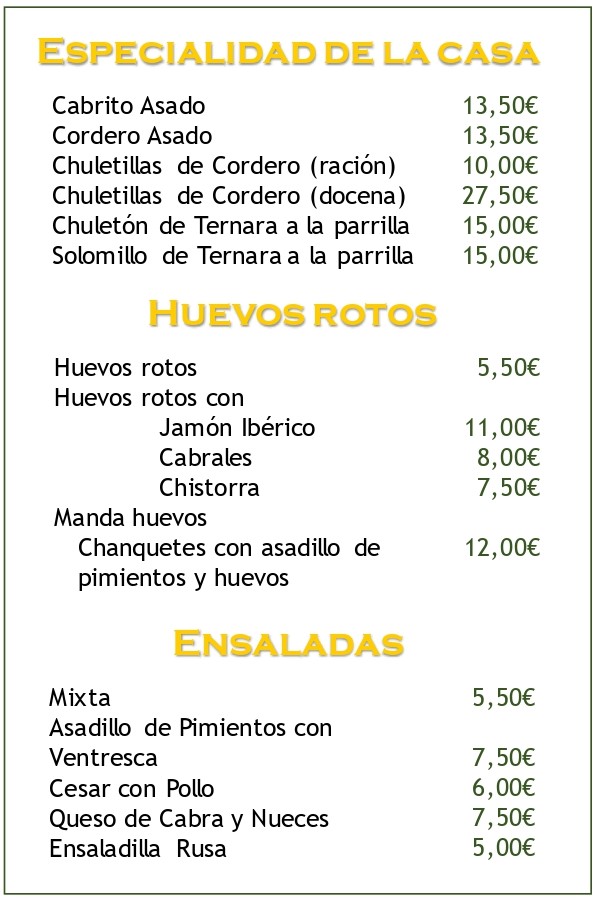 ESPECIALIDAD DE LA CASA
Cabrito Asado 13,50€
Cordero Asado 13,50€
Chuletillas de Cordero (ración) 10,00€
Chuletillas de Cordero (docena) 27,50€
Chuletón de Ternara a la parrilla 15,00€
Solomillo de Ternara a la parrilla 15,00€
HUEVOS ROTOS
Huevos rotos 5,50€
Huevos rotos con
Jamón Ibérico 11,00€
Cabrales 8,00€
Chistorra 7,50€
Manda huevos
Chanquetes con asadillo de 12,00€
pimientos y huevos
ENSALADAS
Mixta 5,50€
Asadillo de Pimientos con
Ventresca 7,50€
Cesar con Pollo 6,00€
Queso de Cabra y Nueces 7,50€
Ensaladilla Rusa 5,00€